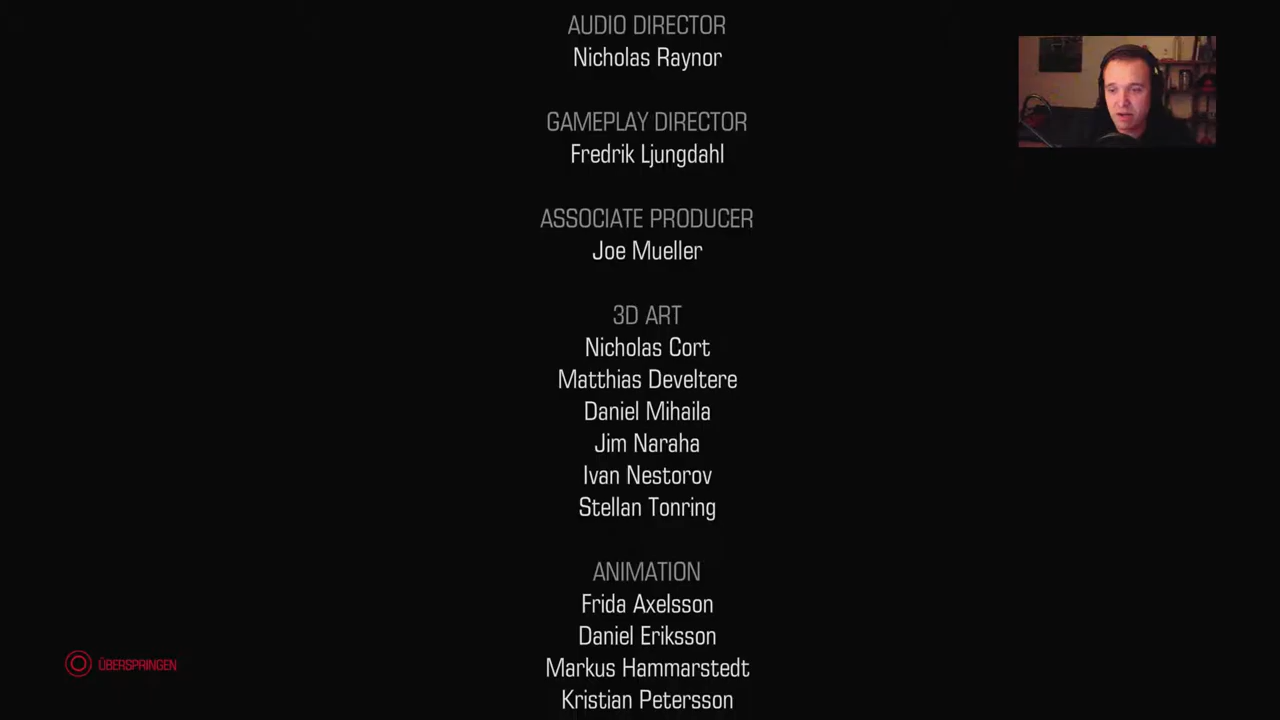 AUDIO DIRECTOR
Nicholas Raynor
GAMEPLAY DIRECTOR
Fredrik Ljungdahl
ASSOCIATE PRODUCER
Joe Mueller
3D ART
Nicholas Cort
Matthias Develtere
Daniel Mihaila
Jim Naraha
Ivan Nestorov
Stellan Tonring
ANIMATION
Frida Axelsson
Daniel Eriksson
Markus Hammarstedt
Kristian Petersson
ÜBERSPRINGEN